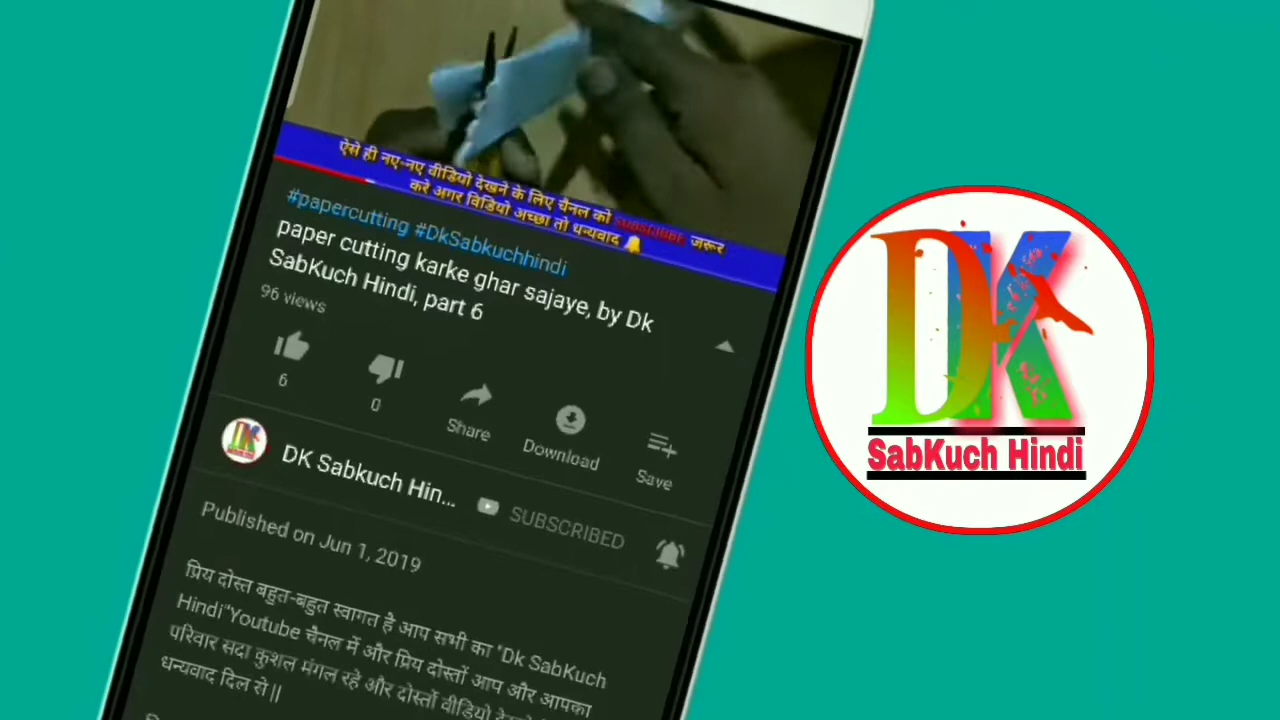 ऐसे ही नए-नए वीडियो देखने के लिए चैनल को SUBSCRIBE जरूर
करे अगर विडियो अच्छा तो धन्यवाद
#papercutting #DkSabkuchhindi
paper cutting karke ghar sajaye, by Dk
SabKuch Hindi, part 6
96 views
6
0
Share
Download
Save
DK Sabkuch Hin...
SUBSCRIBED
Published on Jun 1, 2019
प्रिय दोस्त बहुत-बहुत स्वागत है आप सभी का "Dk SabKuch
Hindi"Youtube चैनल में और प्रिय दोस्तों आप और आपका
परिवार सदा कुशल मंगल रहे और दोस्तों वीडियो देखने
धन्यवाद दिल से||
DK
SabKuch Hindi